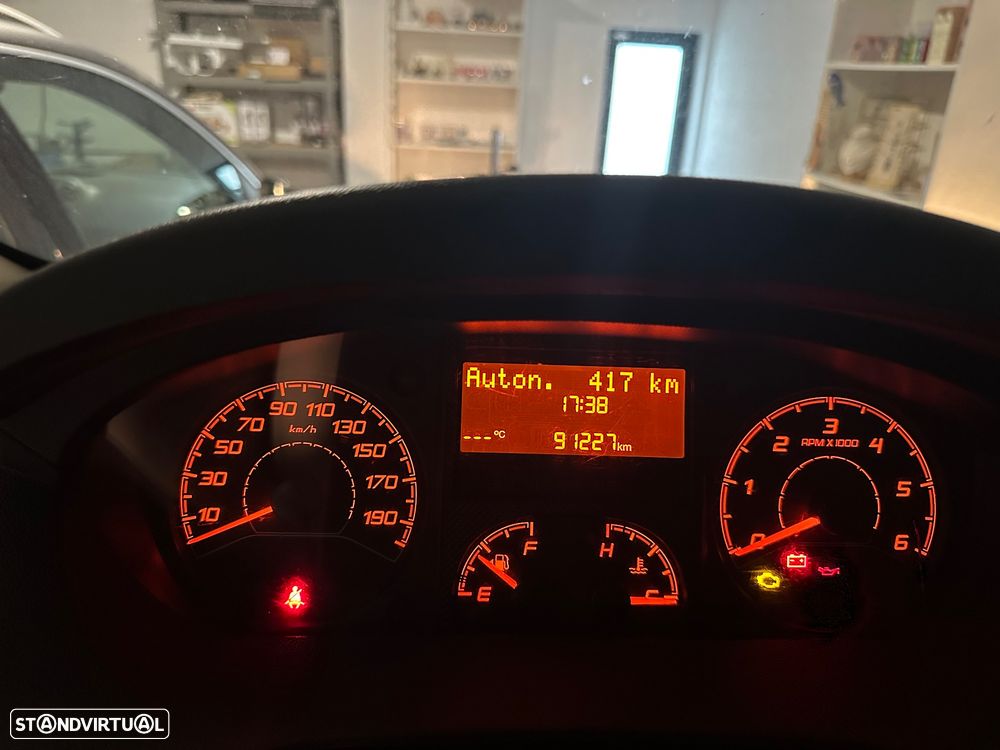 Auton. 417 km
17:38
---°C 91227km
10 30 50 70 90 110 130 150 170 190
km/h
0 1 2 3 4 5 6
RPM X 1000
E F
H C
STANDVIRTUAL